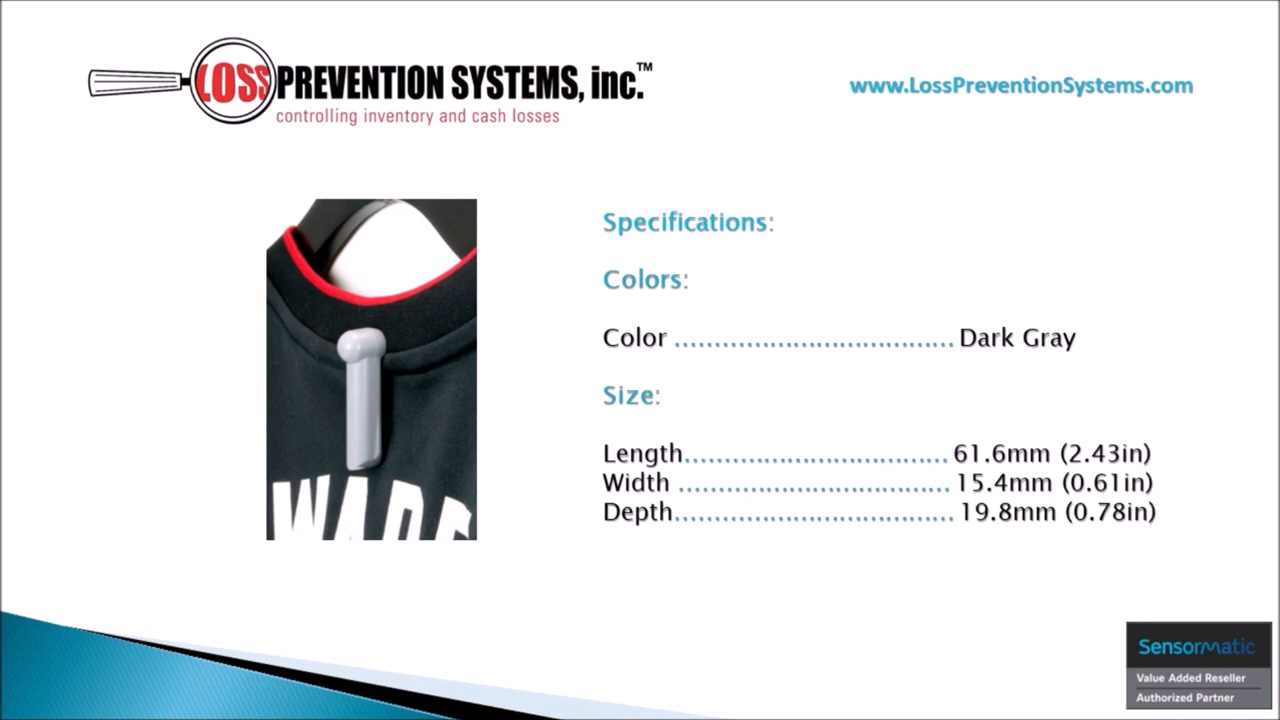 LOSS PREVENTION SYSTEMS, inc.™
controlling inventory and cash losses
www.LossPreventionSystems.com
Specifications:
Colors:
Color ................................... Dark Gray
Size:
Length................................. 61.6mm (2.43in)
Width .................................. 15.4mm (0.61in)
Depth................................... 19.8mm (0.78in)
WADE
Sensormatic
Value Added Reseller
Authorized Partner